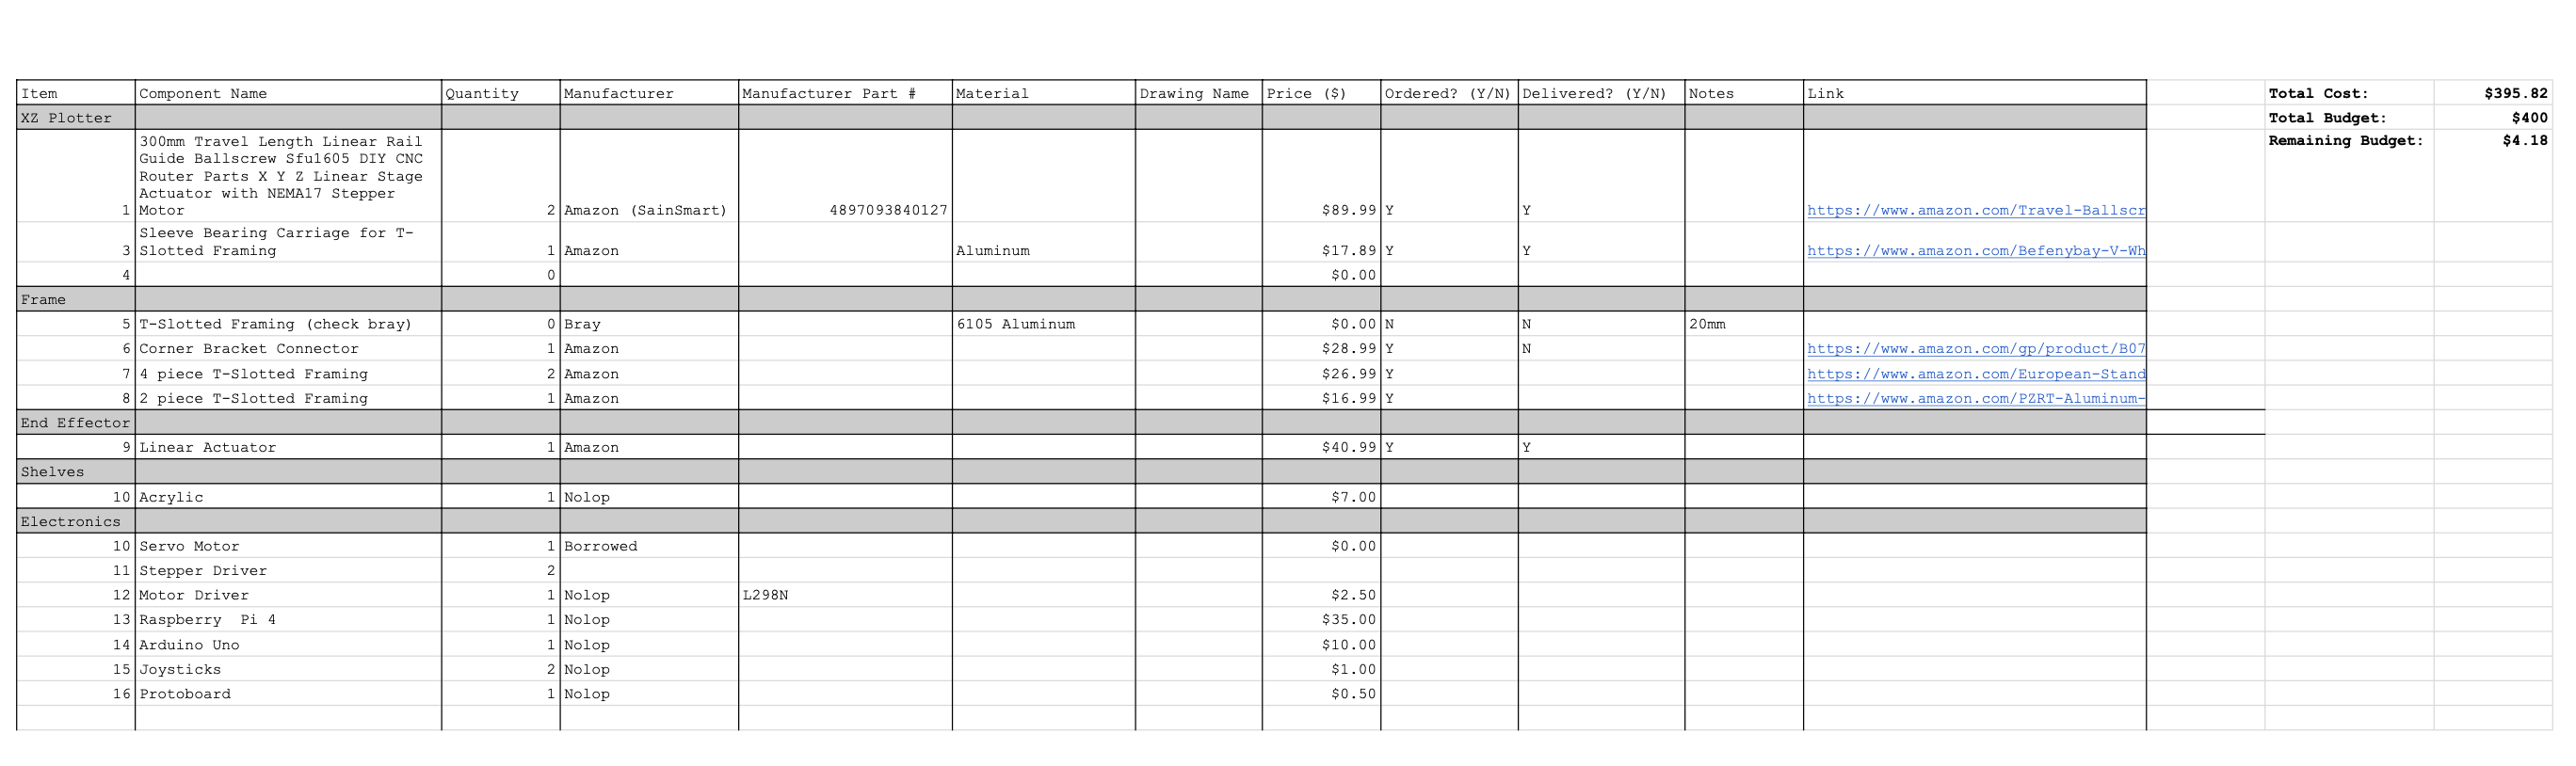 Item Component Name Quantity Manufacturer Manufacturer Part # Material Drawing Name Price ($) Ordered? (Y/N) Delivered? (Y/N) Notes Link Total Cost: $395.82
XZ Plotter Total Budget: $400
Remaining Budget: $4.18
300mm Travel Length Linear Rail
Guide Ballscrew Sfu1605 DIY CNC
Router Parts X Y Z Linear Stage
Actuator with NEMA17 Stepper
1 Motor 2 Amazon (SainSmart) 4897093840127 $89.99 Y Y https://www.amazon.com/Travel-Ballscr
Sleeve Bearing Carriage for T-
3 Slotted Framing 1 Amazon Aluminum $17.89 Y Y https://www.amazon.com/Befenybay-V-Wh
4 0 $0.00
Frame
5 T-Slotted Framing (check bray) 0 Bray 6105 Aluminum $0.00 N N 20mm
6 Corner Bracket Connector 1 Amazon $28.99 Y N https://www.amazon.com/gp/product/B07
7 4 piece T-Slotted Framing 2 Amazon $26.99 Y https://www.amazon.com/European-Stand
8 2 piece T-Slotted Framing 1 Amazon $16.99 Y https://www.amazon.com/PZRT-Aluminum-
End Effector
9 Linear Actuator 1 Amazon $40.99 Y Y
Shelves
10 Acrylic 1 Nolop $7.00
Electronics
10 Servo Motor 1 Borrowed $0.00
11 Stepper Driver 2
12 Motor Driver 1 Nolop L298N $2.50
13 Raspberry  Pi 4 1 Nolop $35.00
14 Arduino Uno 1 Nolop $10.00
15 Joysticks 2 Nolop $1.00
16 Protoboard 1 Nolop $0.50